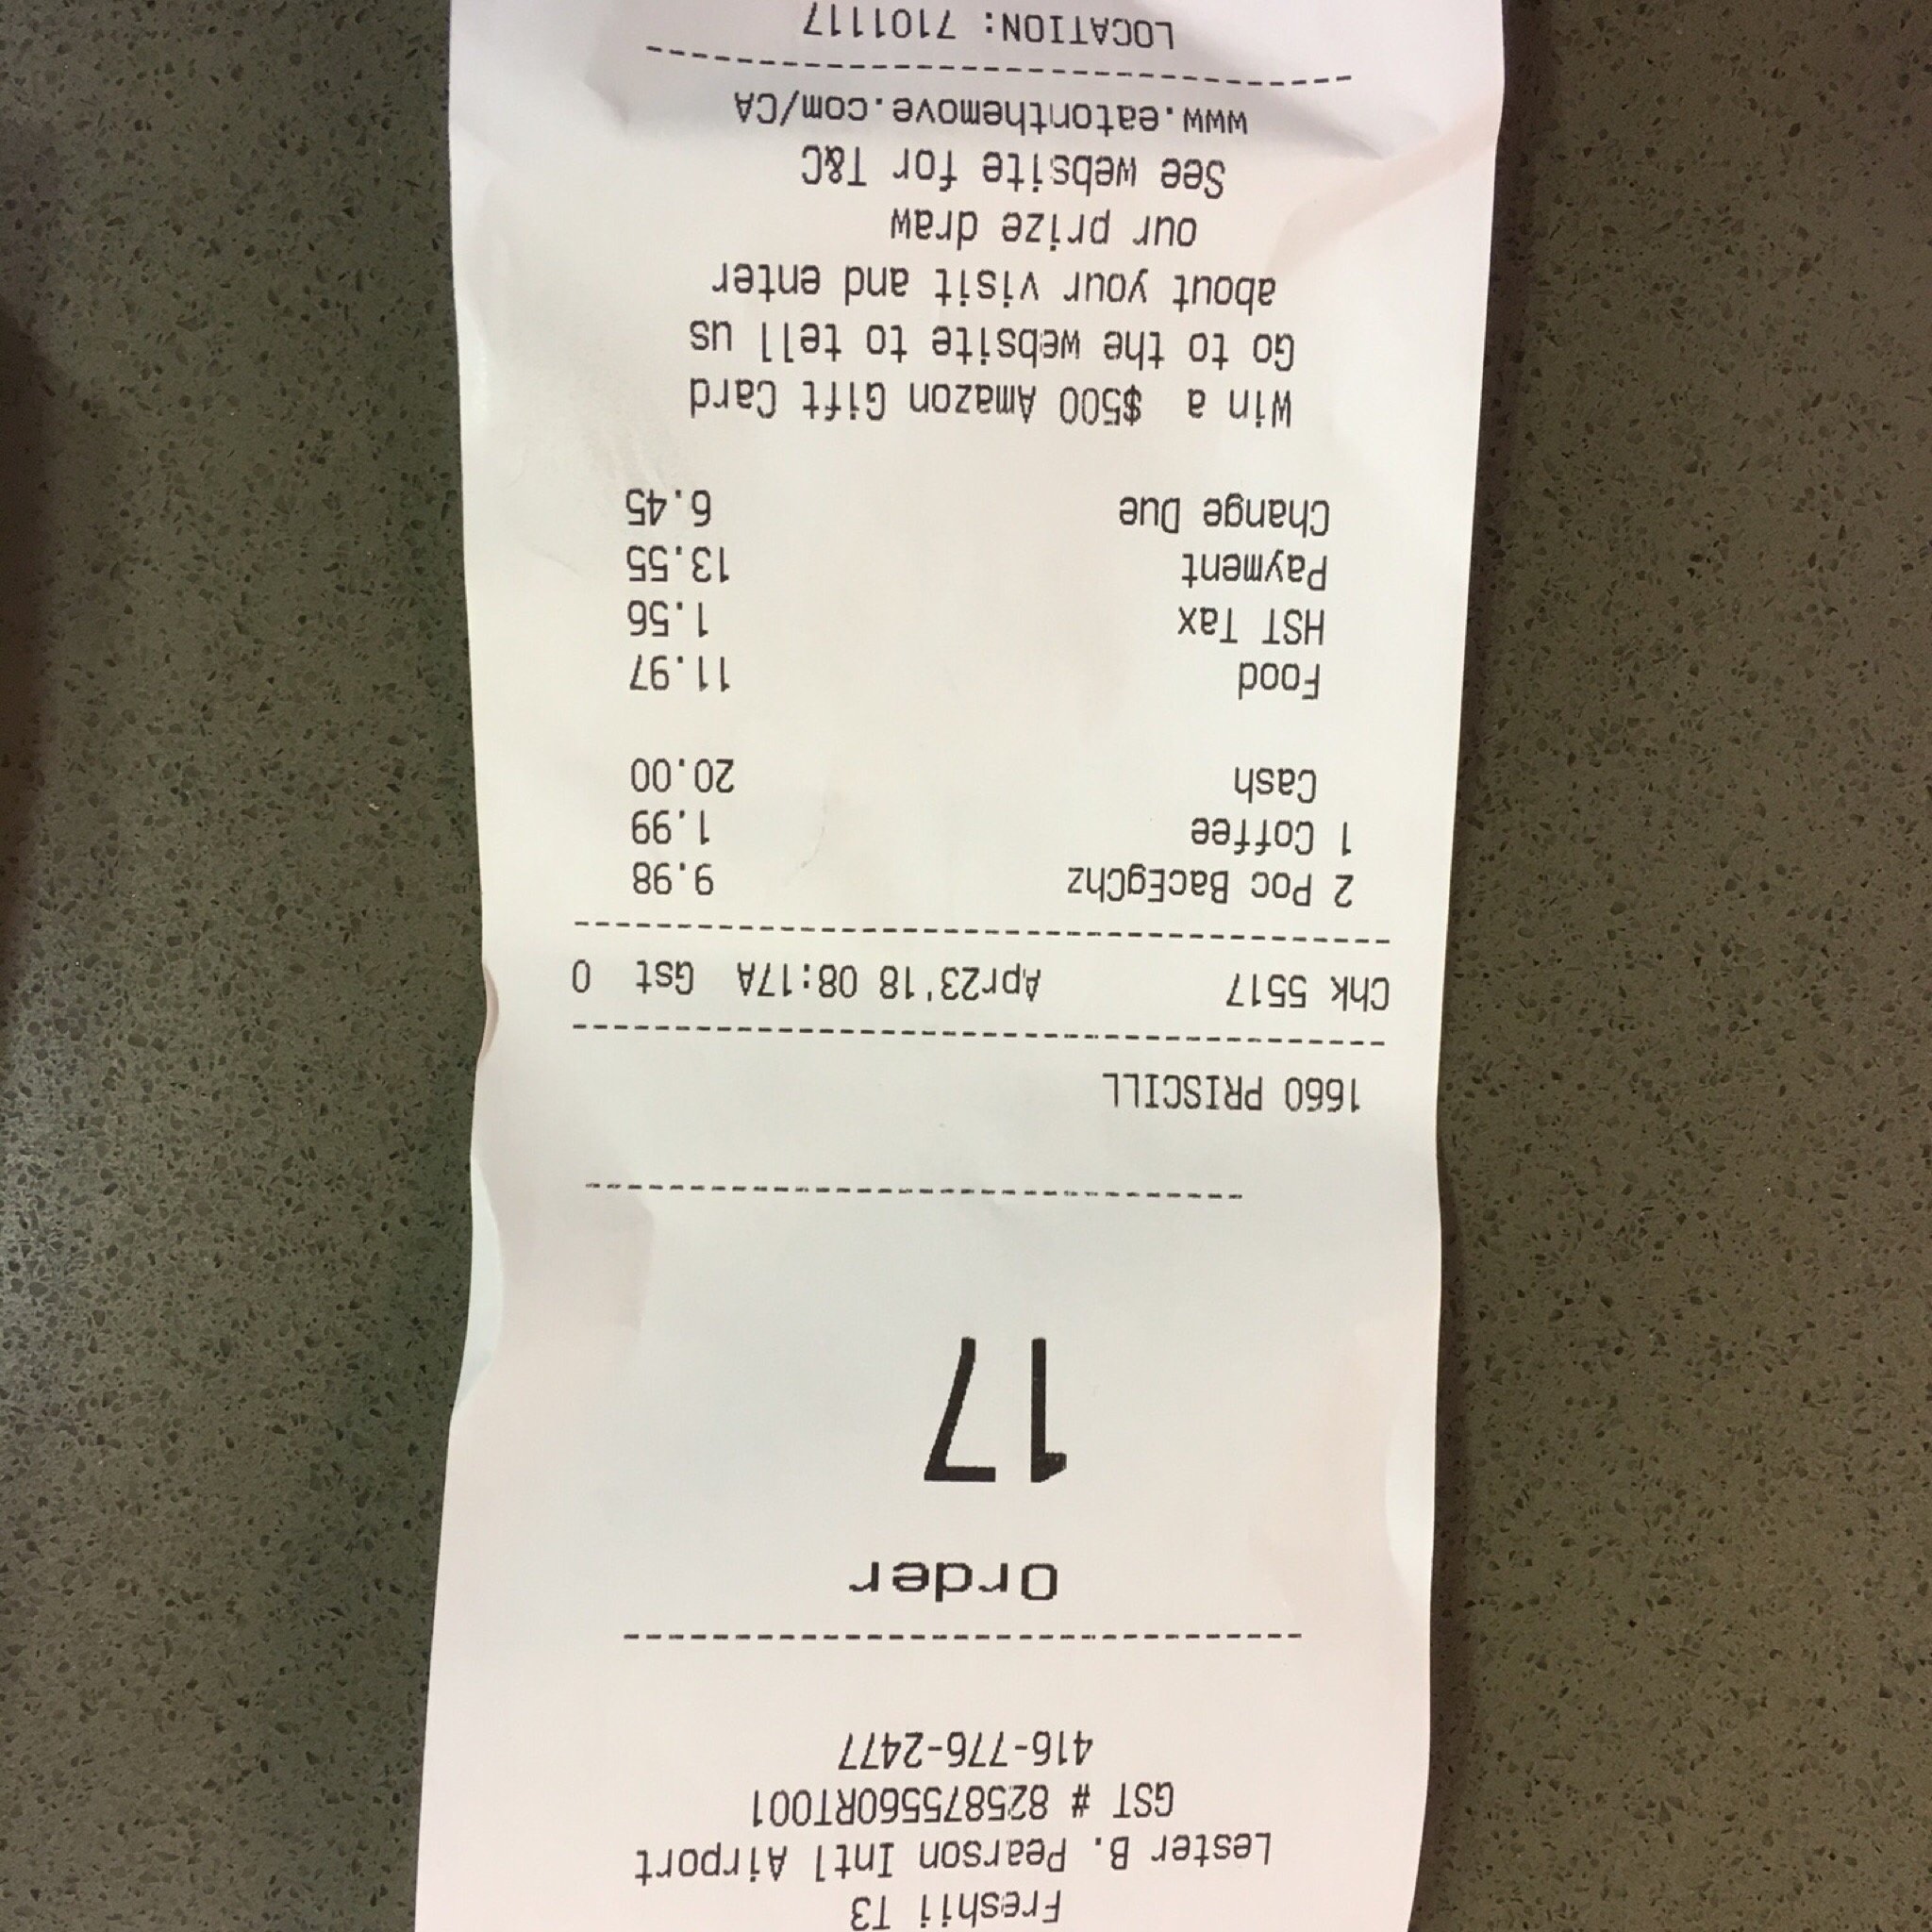 Freshii T3
Lester B. Pearson Intl Airport
GST # 825875560RT001
416-776-2477
Order
17
1660 PRISCILL
Chk 5517 Apr23'18 08:17A Gst 0
2 Poc BacEgChz 9.98
1 Coffee 1.99
Cash 20.00
Food 11.97
HST Tax 1.56
Payment 13.55
Change Due 6.45
Win a $500 Amazon Gift Card
Go to the website to tell us
about your visit and enter
our prize draw
See website for T&C
www.eatonthemove.com/CA
LOCATION: 7101117